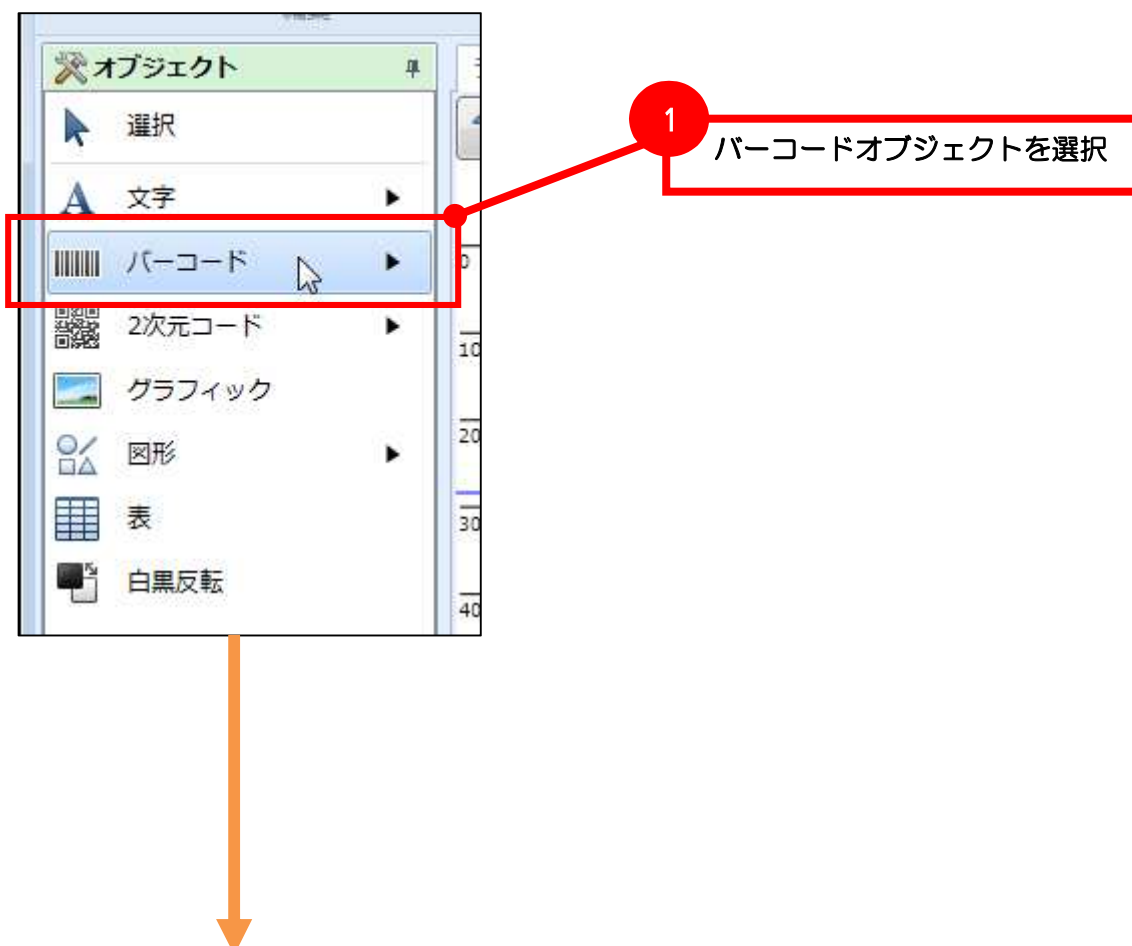 オブジェクト
選択
文字
バーコード
2次元コード
グラフィック
図形
表
白黒反転
0
10
20
30
40
1
バーコードオブジェクトを選択